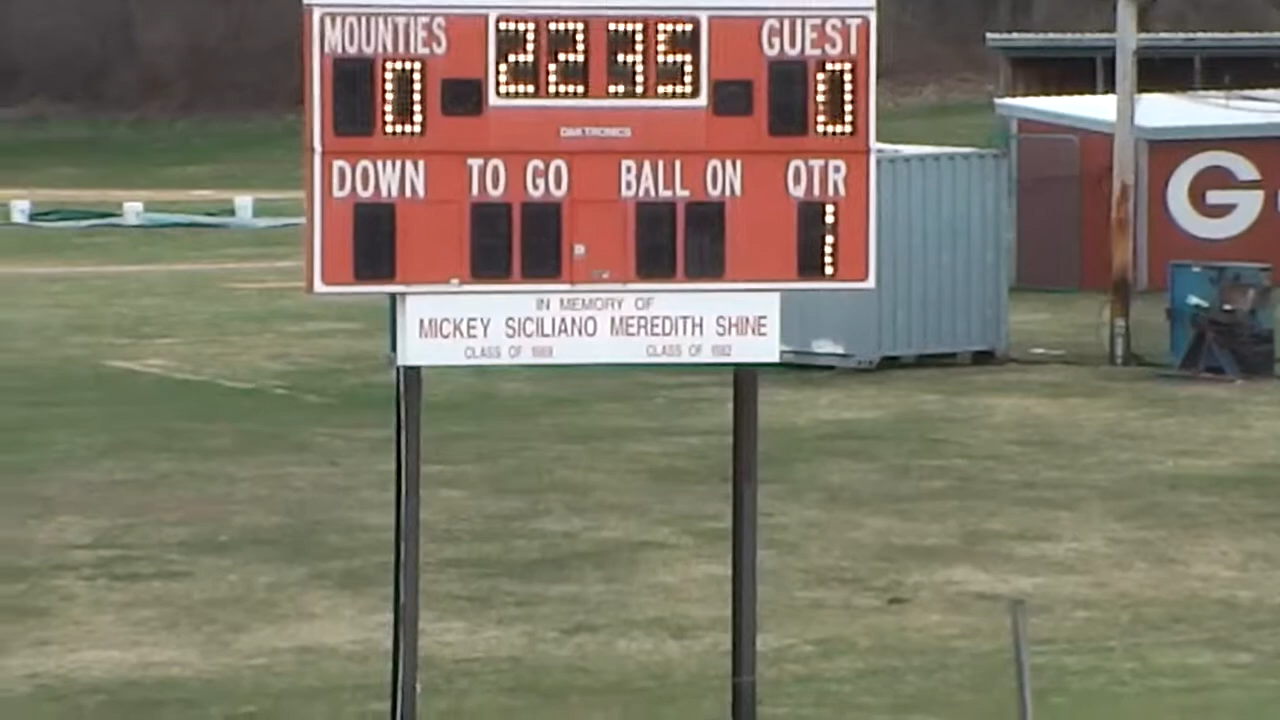 MOUNTIES 22 35 GUEST
0 0
DAKTRONICS
DOWN TO GO BALL ON QTR
1
IN MEMORY OF
MICKEY SICILIANO MEREDITH SHINE
CLASS OF 1989 CLASS OF 1982
G